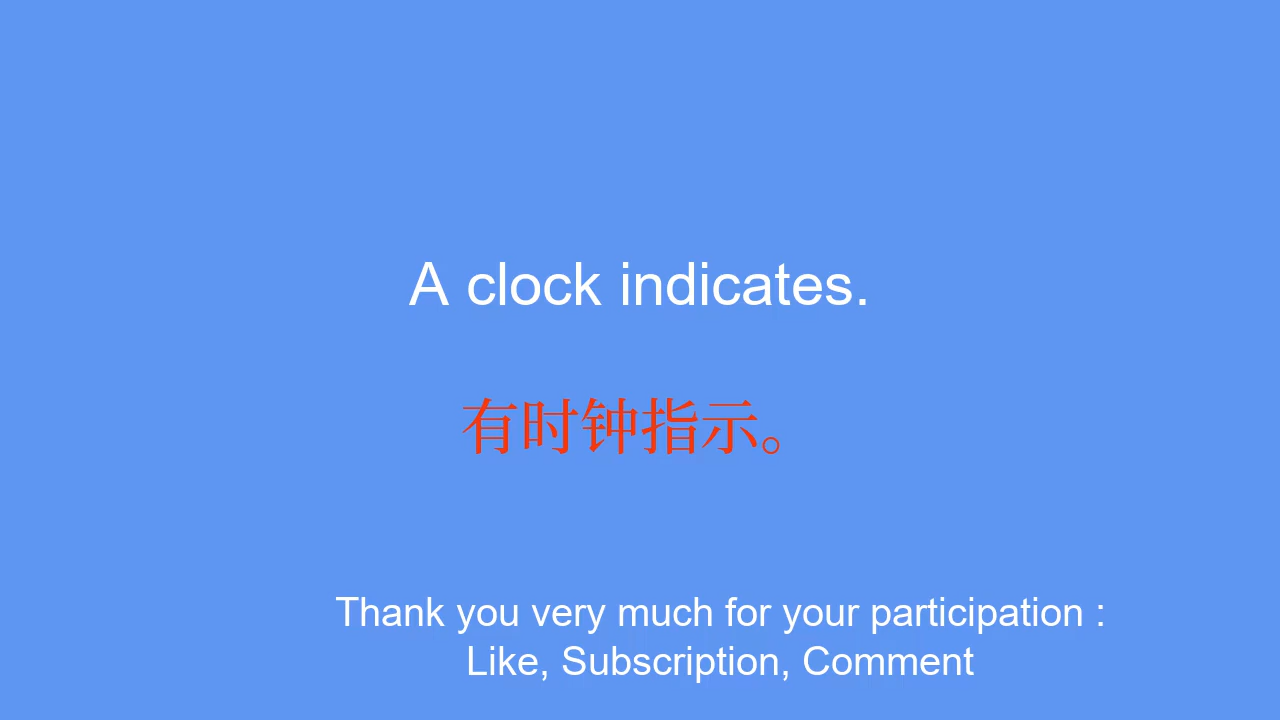 A clock indicates.
有时钟指示。
Thank you very much for your participation :
Like, Subscription, Comment